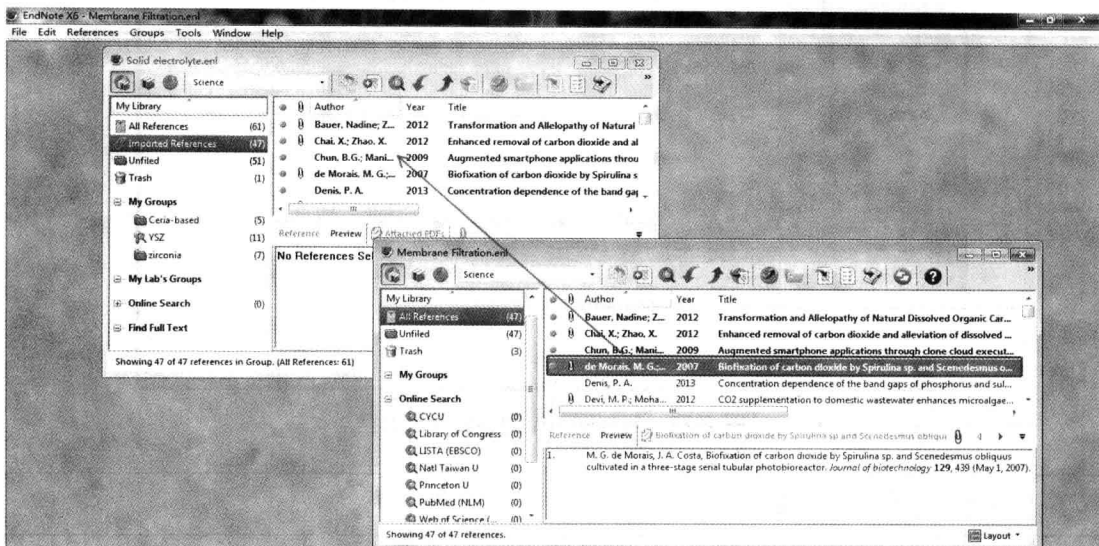 EndNote X6 - Membrane Filtration.enl
File Edit References Groups Tools Window Help
Solid electrolyte.enl
Science
My Library
All References (61)
Imported References (47)
Unfiled (51)
Trash (1)
My Groups
Ceria-based (5)
YSZ (11)
zirconia (7)
My Lab's Groups
Online Search (0)
Find Full Text
Author Year Title
Bauer, Nadine; Z... 2012 Transformation and Allelopathy of Natural
Chai, X.; Zhao, X. 2012 Enhanced removal of carbon dioxide and al
Chun, B.G.; Mani... 2009 Augmented smartphone applications throu
de Morais, M. G.;... 2007 Biofixation of carbon dioxide by Spirulina s
Denis, P. A. 2013 Concentration dependence of the band gap
Reference Preview Attached PDFs
No References Sel
Showing 47 of 47 references in Group. (All References: 61)
Membrane Filtration.enl
Science
My Library
All References (47)
Unfiled (47)
Trash (3)
My Groups
Online Search (0)
CYCU (0)
Library of Congress (0)
LISTA (EBSCO) (0)
Natl Taiwan U (0)
Princeton U (0)
PubMed (NLM) (0)
Web of Science (... (0)
Author Year Title
Bauer, Nadine; Z... 2012 Transformation and Allelopathy of Natural Dissolved Organic Car...
Chai, X.; Zhao, X. 2012 Enhanced removal of carbon dioxide and alleviation of dissolved ...
Chun, B.G.; Mani... 2009 Augmented smartphone applications through clone cloud execut...
de Morais, M. G.;... 2007 Biofixation of carbon dioxide by Spirulina sp. and Scenedesmus o...
Denis, P. A. 2013 Concentration dependence of the band gaps of phosphorus and sul...
Devi, M. P.; Moha... 2012 CO2 supplementation to domestic wastewater enhances microalgae...
Reference Preview Biofixation of carbon dioxide by Spirulina sp and Scenedesmus obliquu
1. M. G. de Morais, J. A. Costa, Biofixation of carbon dioxide by Spirulina sp. and Scenedesmus obliquus
cultivated in a three-stage serial tubular photobioreactor. Journal of biotechnology 129, 439 (May 1, 2007).
Showing 47 of 47 references.
Layout